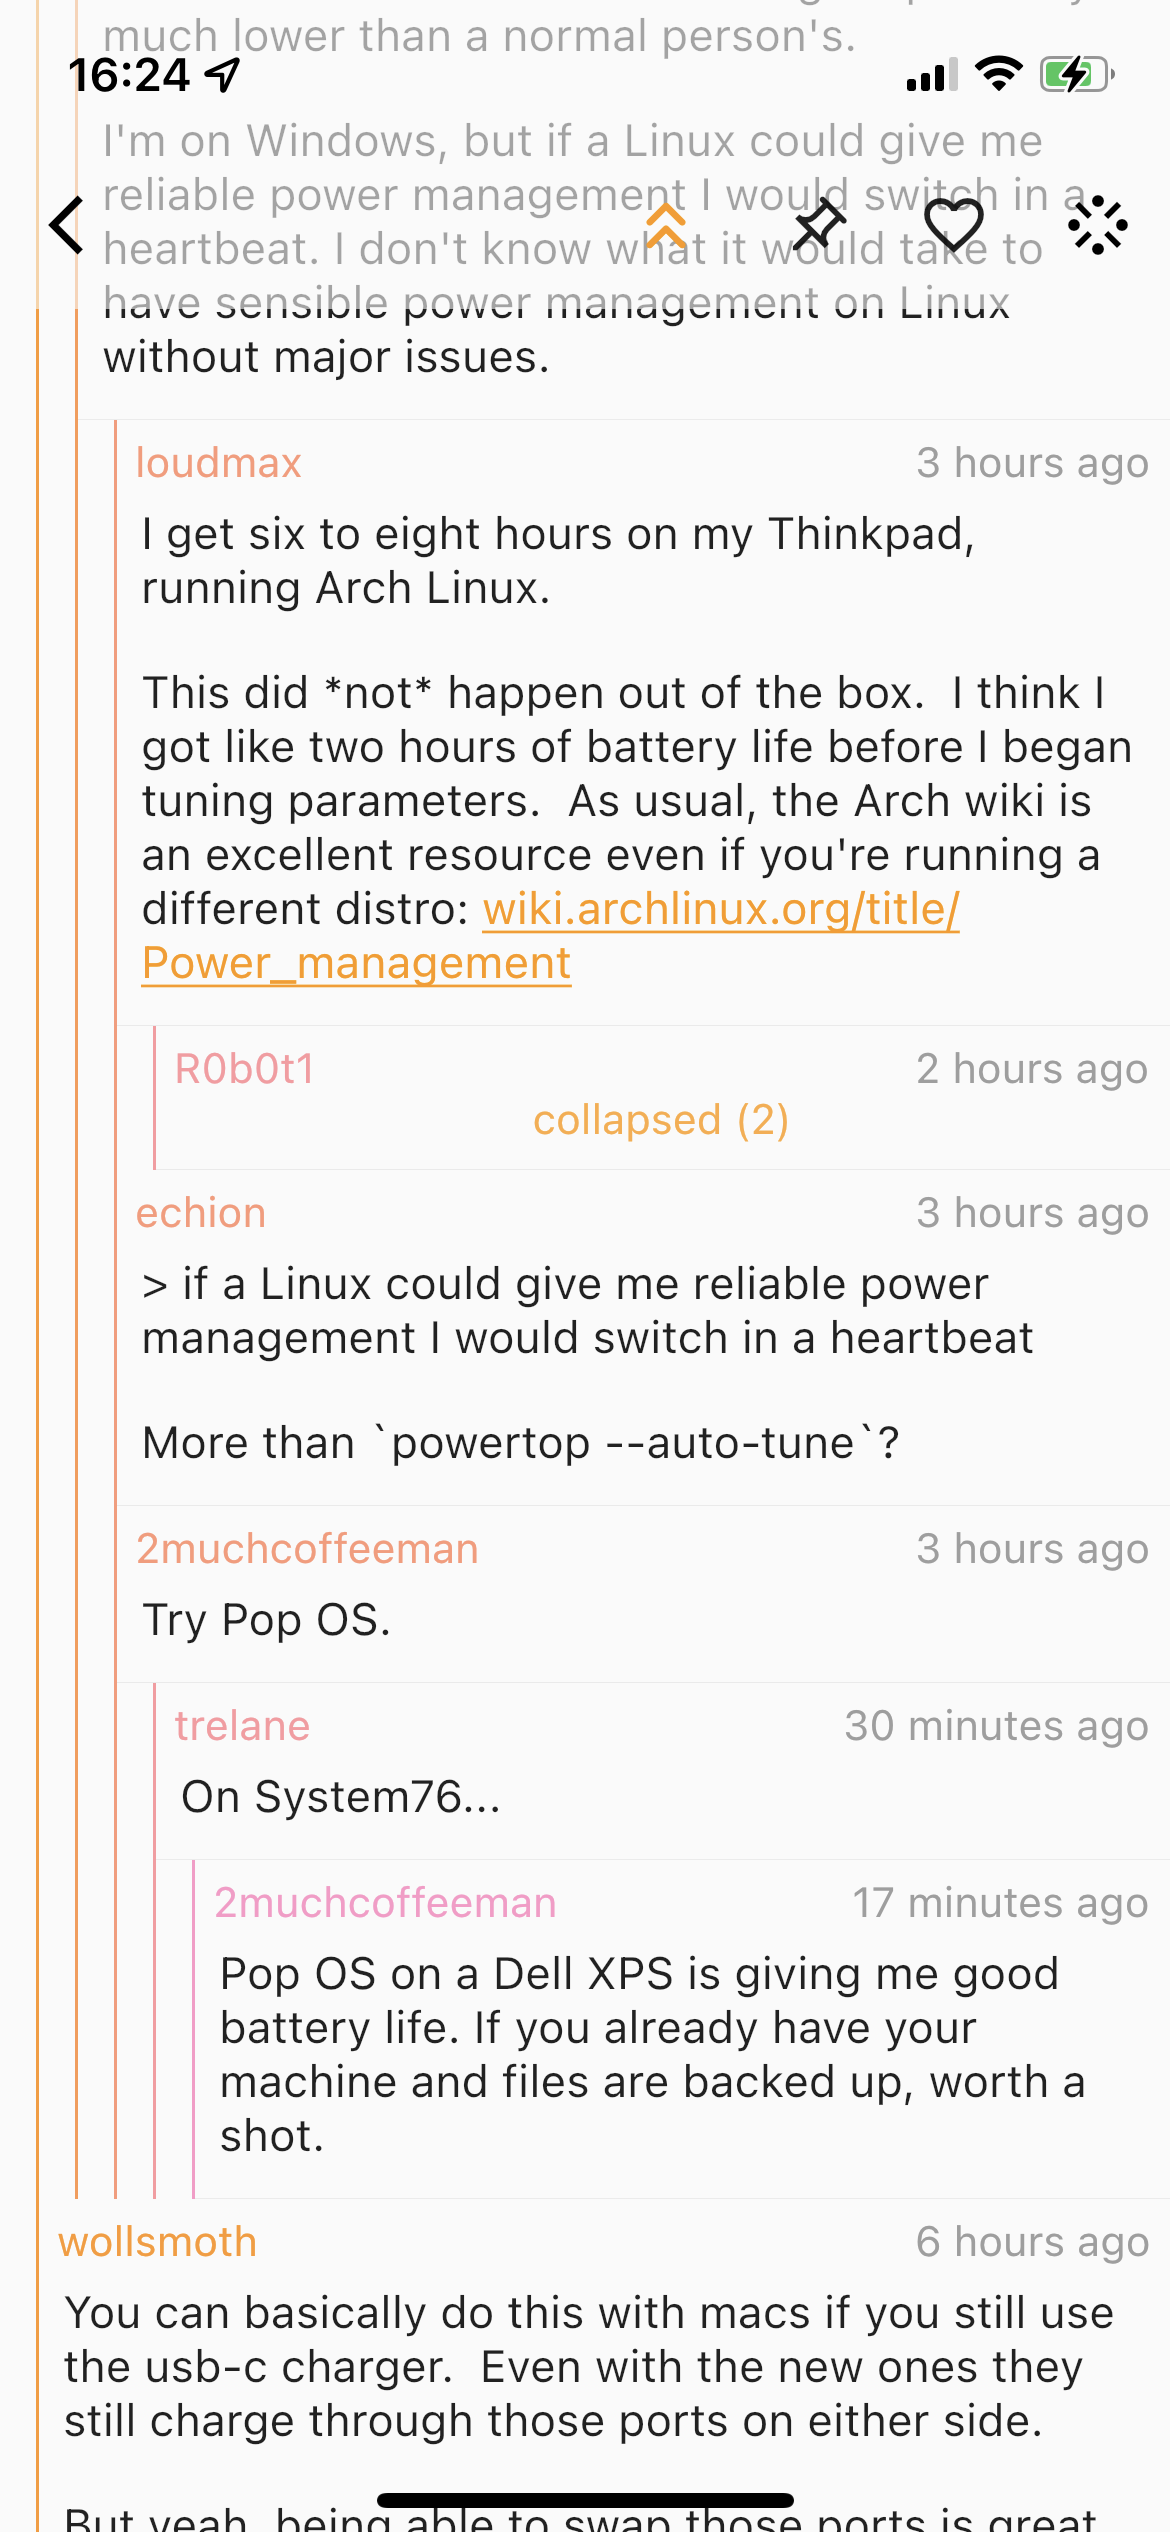 much lower than a normal person's.
16:24
I'm on Windows, but if a Linux could give me
reliable power management I would switch in a
heartbeat. I don't know what it would take to
have sensible power management on Linux
without major issues.
loudmax 3 hours ago
I get six to eight hours on my Thinkpad,
running Arch Linux.
This did *not* happen out of the box.  I think I
got like two hours of battery life before I began
tuning parameters.  As usual, the Arch wiki is
an excellent resource even if you're running a
different distro: wiki.archlinux.org/title/
Power_management
R0b0t1 2 hours ago
collapsed (2)
echion 3 hours ago
> if a Linux could give me reliable power
management I would switch in a heartbeat
More than `powertop --auto-tune`?
2muchcoffeeman 3 hours ago
Try Pop OS.
trelane 30 minutes ago
On System76...
2muchcoffeeman 17 minutes ago
Pop OS on a Dell XPS is giving me good
battery life. If you already have your
machine and files are backed up, worth a
shot.
wollsmoth 6 hours ago
You can basically do this with macs if you still use
the usb-c charger.  Even with the new ones they
still charge through those ports on either side.
But yeah, being able to swap those ports is great